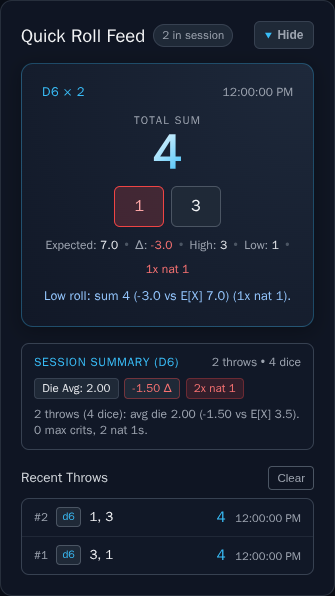 Quick Roll Feed 2 in session ▼ Hide
D6 × 2 12:00:00 PM
TOTAL SUM
4
1 3
Expected: 7.0 • Δ: -3.0 • High: 3 • Low: 1 •
1x nat 1
Low roll: sum 4 (-3.0 vs E[X] 7.0) (1x nat 1).
SESSION SUMMARY (D6) 2 throws • 4 dice
Die Avg: 2.00 -1.50 Δ 2x nat 1
2 throws (4 dice): avg die 2.00 (-1.50 vs E[X] 3.5).
0 max crits, 2 nat 1s.
Recent Throws Clear
#2 d6 1, 3 4 12:00:00 PM
#1 d6 3, 1 4 12:00:00 PM